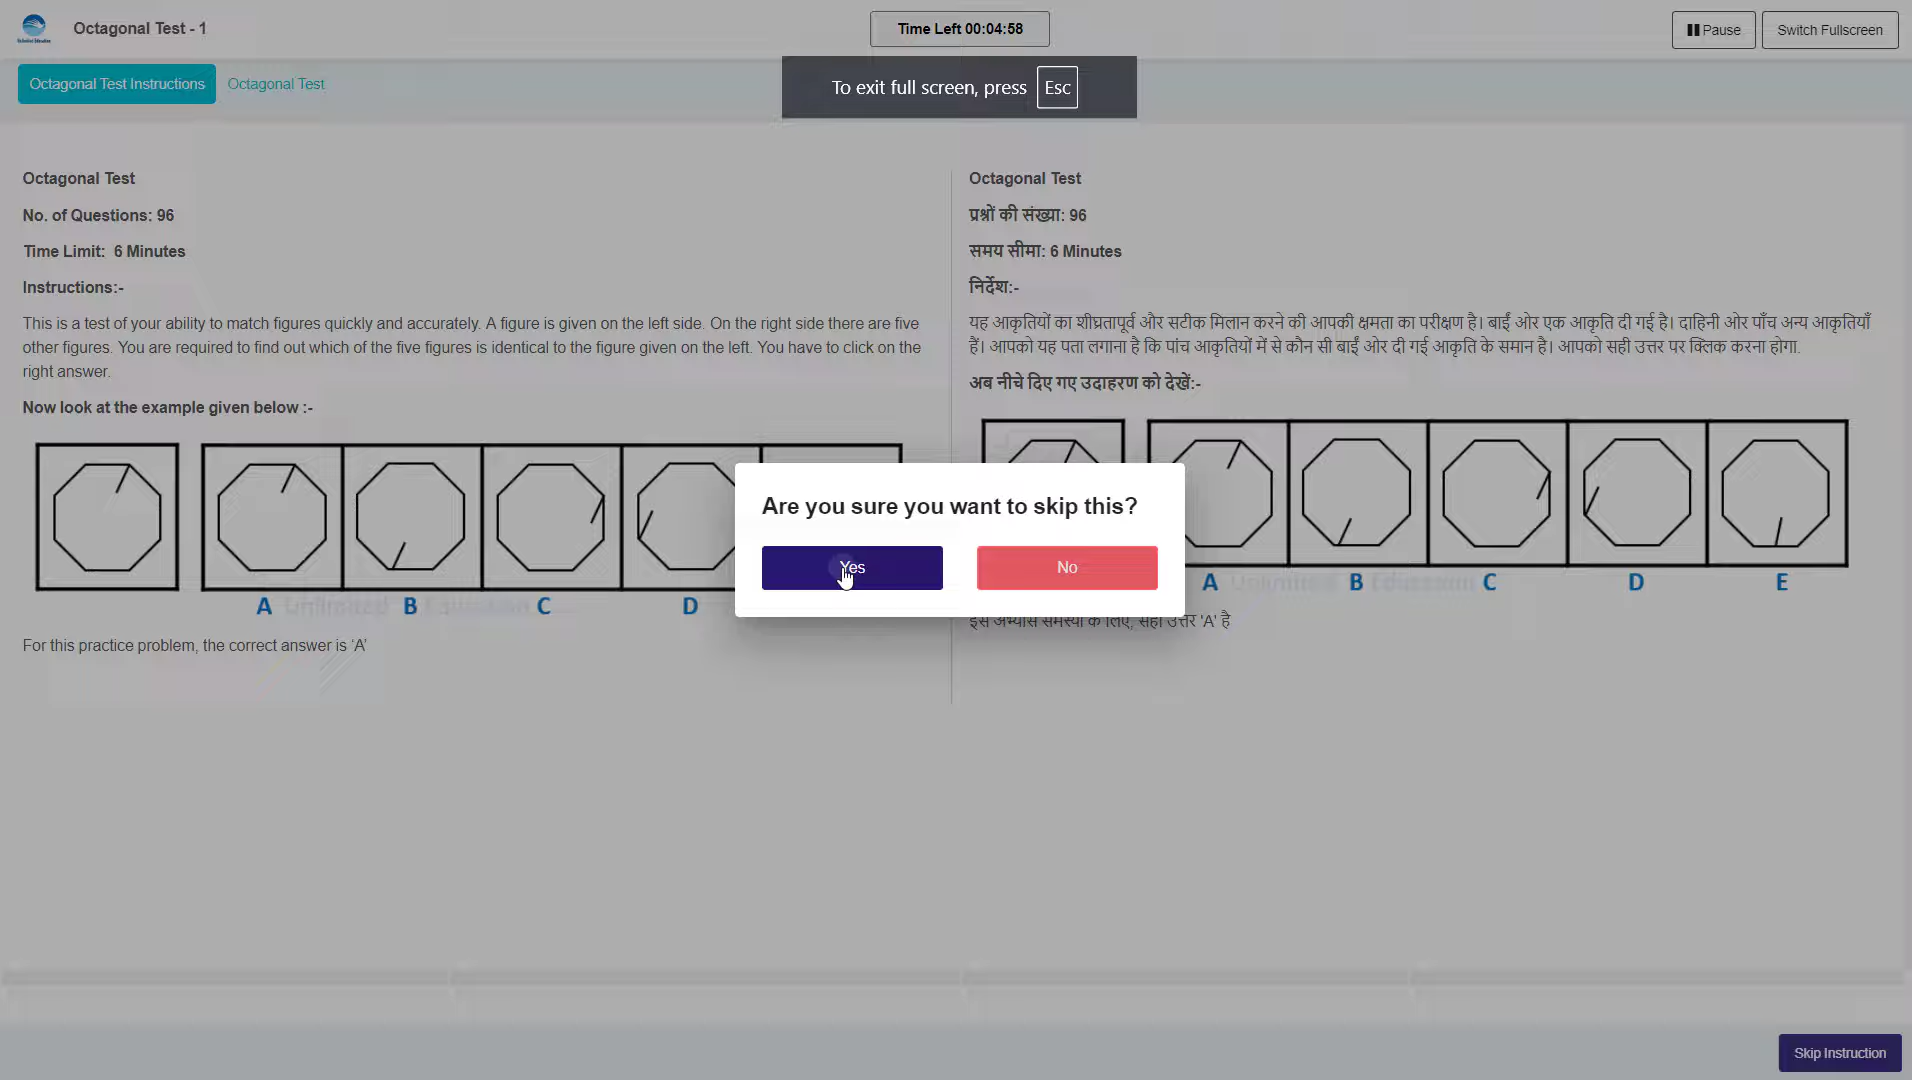 Octagonal Test - 1
Time Left 00:04:58
Pause
Switch Fullscreen
To exit full screen, press Esc
Octagonal Test Instructions
Octagonal Test
Octagonal Test
No. of Questions: 96
Time Limit: 6 Minutes
Instructions:-
This is a test of your ability to match figures quickly and accurately. A figure is given on the left side. On the right side there are five
other figures. You are required to find out which of the five figures is identical to the figure given on the left. You have to click on the
right answer.
Now look at the example given below :-
A B C D
For this practice problem, the correct answer is ‘A’
Octagonal Test
प्रश्नों की संख्या: 96
समय सीमा: 6 Minutes
निर्देश:-
यह आकृतियों का शीघ्रतापूर्व और सटीक मिलान करने की आपकी क्षमता का परीक्षण है। बाईं ओर एक आकृति दी गई है। दाहिनी ओर पाँच अन्य आकृतियाँ
हैं। आपको यह पता लगाना है कि पांच आकृतियों में से कौन सी बाईं ओर दी गई आकृति के समान है। आपको सही उत्तर पर क्लिक करना होगा.
अब नीचे दिए गए उदाहरण को देखें:-
A B C D E
इस अभ्यास समस्या के लिए, सही उत्तर 'A' है
Are you sure you want to skip this?
Yes
No
Skip Instruction